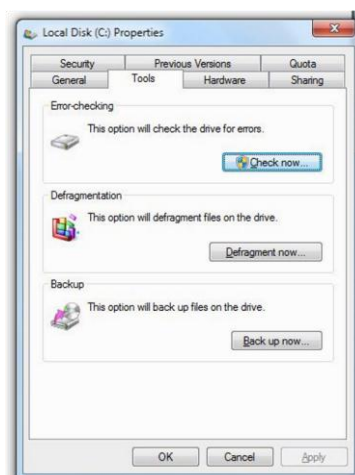 Local Disk (C:) Properties
Security Previous Versions Quota
General Tools Hardware Sharing
Error-checking
This option will check the drive for errors.
Check now...
Defragmentation
This option will defragment files on the drive.
Defragment now...
Backup
This option will back up files on the drive.
Back up now...
OK Cancel Apply